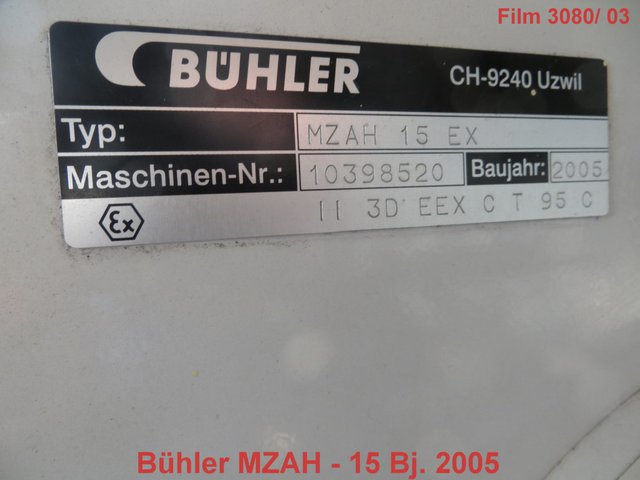 Film 3080/ 03
BÜHLER
CH-9240 Uzwil
Typ: MZAH 15 EX
Maschinen-Nr.: 10398520 Baujahr: 2005
Ex II 3D EEX C T 95 C
Bühler MZAH - 15 Bj. 2005